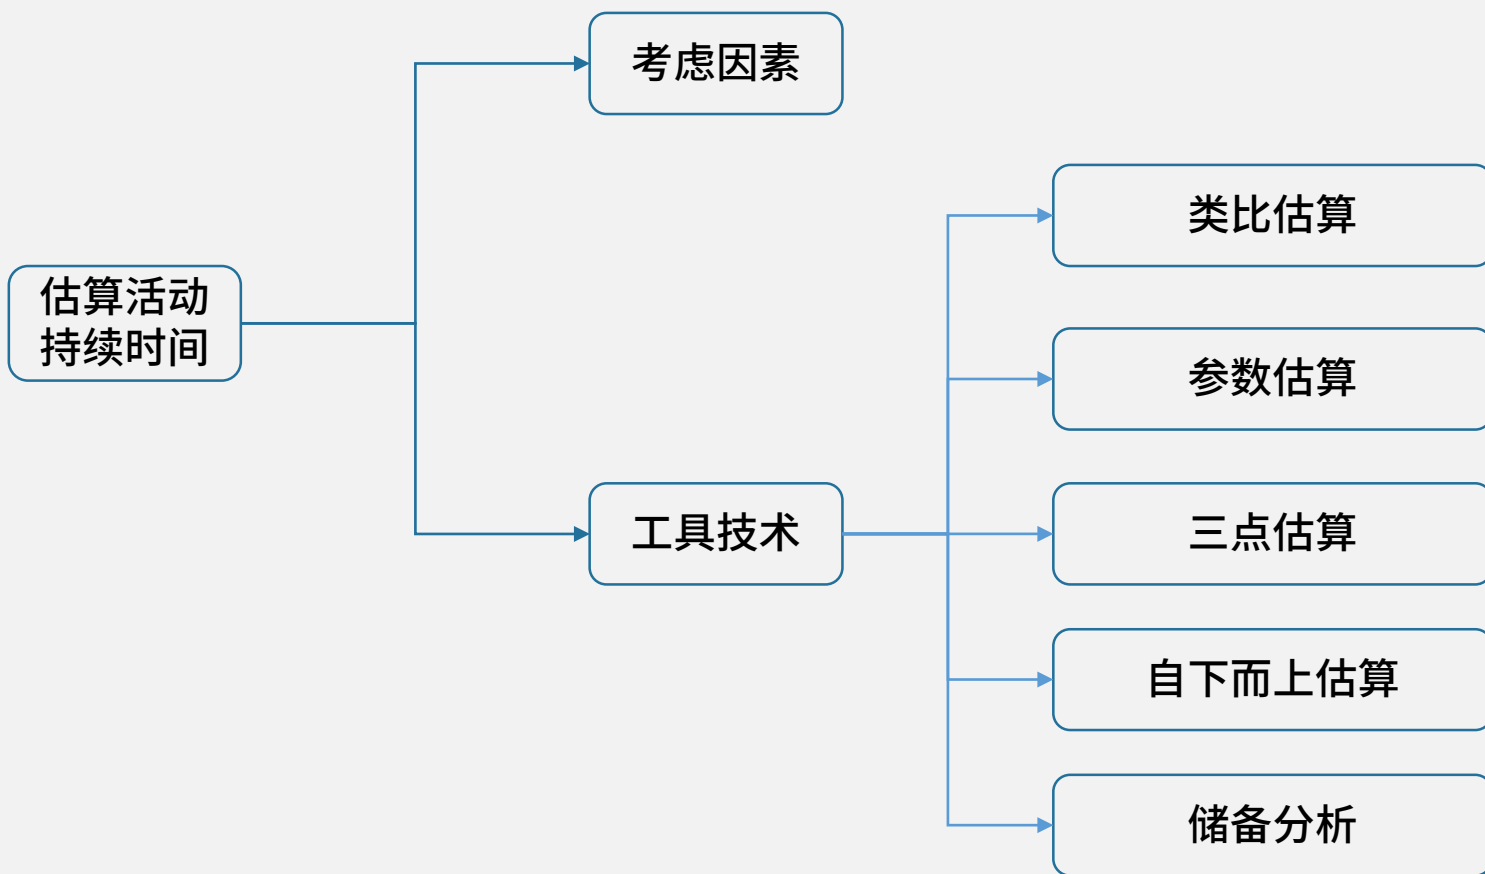 考虑因素
类比估算
估算活动
持续时间
参数估算
工具技术
三点估算
自下而上估算
储备分析